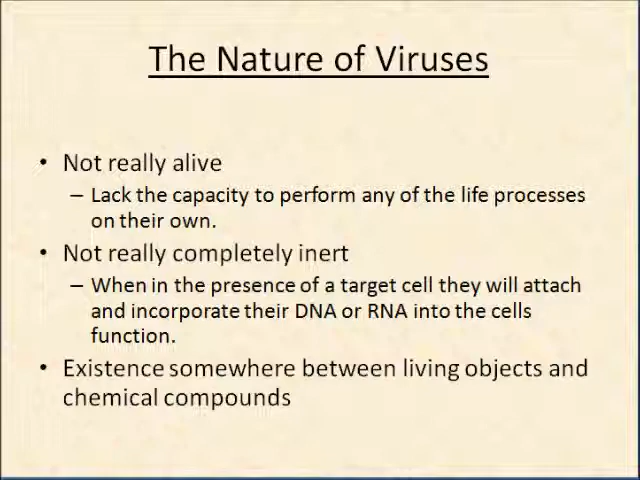 The Nature of Viruses
• Not really alive
– Lack the capacity to perform any of the life processes
on their own.
• Not really completely inert
– When in the presence of a target cell they will attach
and incorporate their DNA or RNA into the cells
function.
• Existence somewhere between living objects and
chemical compounds